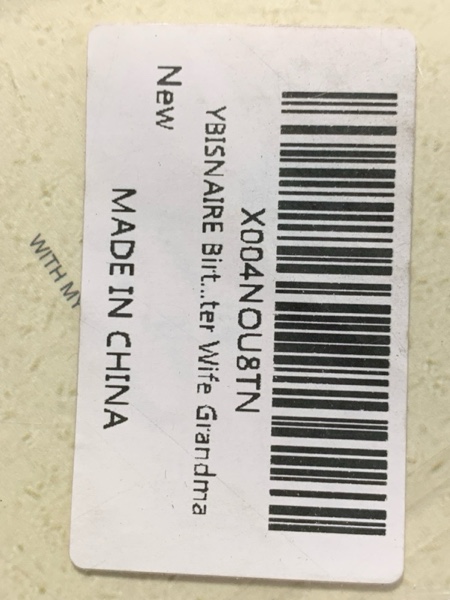 X004NOU8TN
YBISNAIRE Birt...ter Wife Grandma
New
MADE IN CHINA
WITH MY